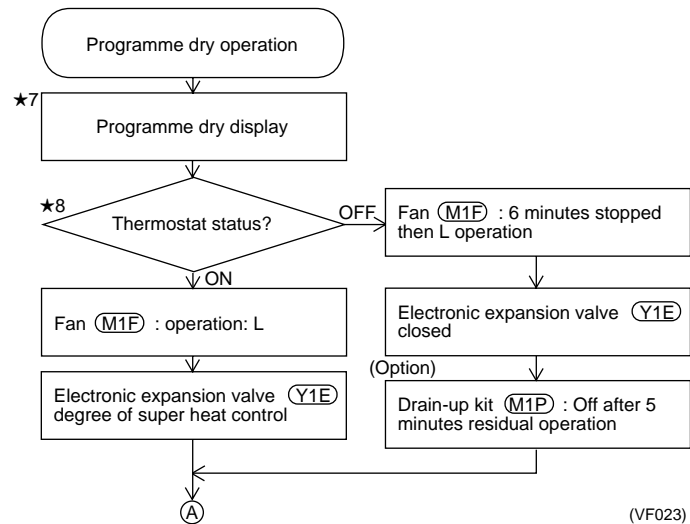 Programme dry operation
★7
Programme dry display
★8
Thermostat status?
OFF
ON
Fan (M1F) : operation: L
Electronic expansion valve (Y1E)
degree of super heat control
Fan (M1F) : 6 minutes stopped
then L operation
Electronic expansion valve (Y1E)
closed
(Option)
Drain-up kit (M1P) : Off after 5
minutes residual operation
A
(VF023)